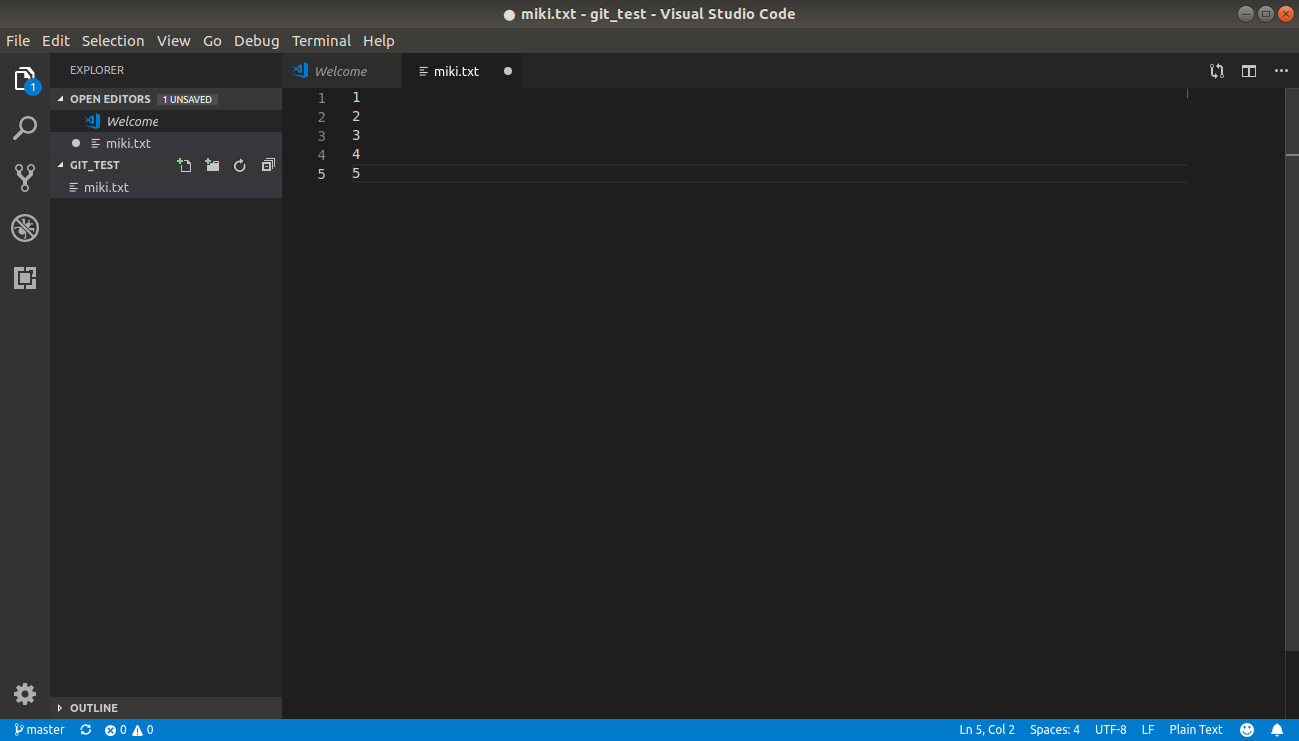 miki.txt - git_test - Visual Studio Code
File Edit Selection View Go Debug Terminal Help
EXPLORER
Welcome
miki.txt
OPEN EDITORS 1 UNSAVED
Welcome
miki.txt
GIT_TEST
miki.txt
OUTLINE
1 1
2 2
3 3
4 4
5 5
1
master 0 0 Ln 5, Col 2 Spaces: 4 UTF-8 LF Plain Text